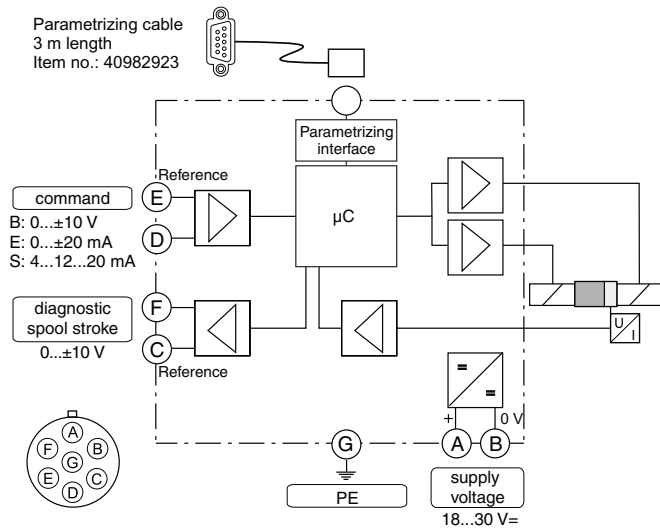 Parametrizing cable
3 m length
Item no.: 40982923
Parametrizing
interface
Reference
E
command
B: 0...±10 V
E: 0...±20 mA
S: 4...12...20 mA
D
µC
F
diagnostic
spool stroke
0...±10 V
C
Reference
U
I
=
=
+
0 V
A
F
B
G
E
C
D
G
A
B
PE
supply
voltage
18...30 V=